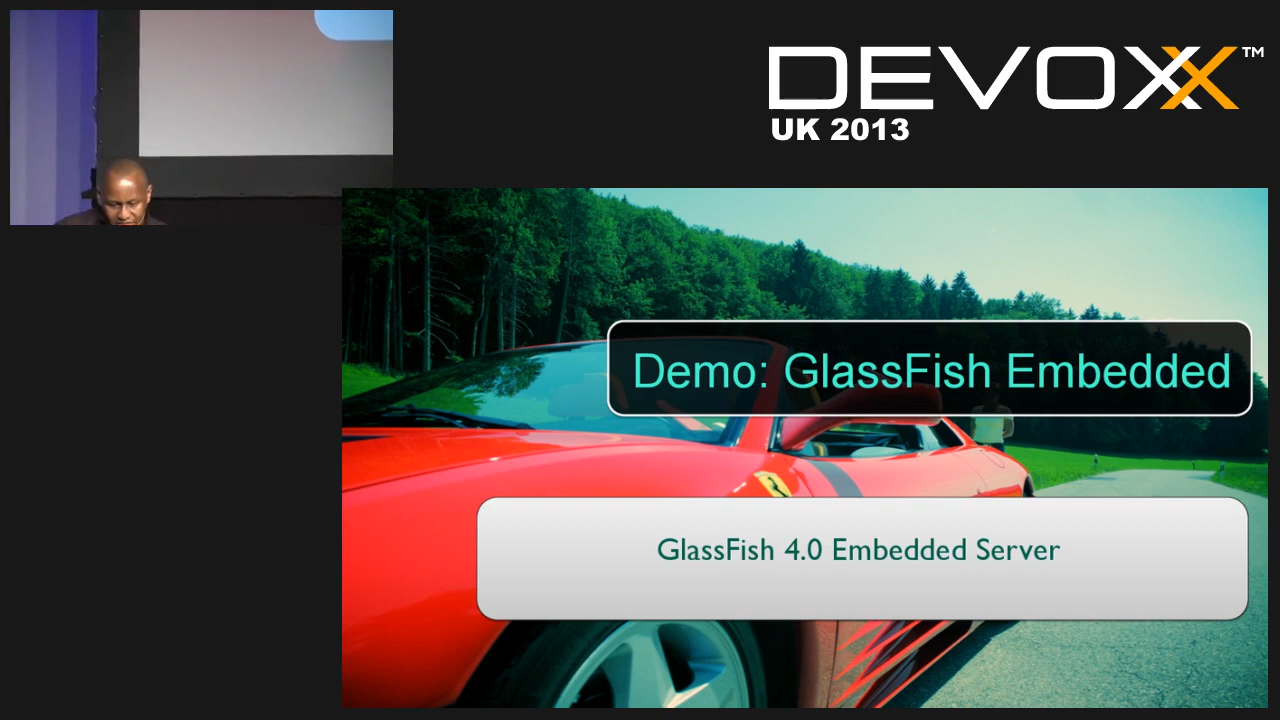 DEVOXX™
UK 2013
Demo: GlassFish Embedded
GlassFish 4.0 Embedded Server